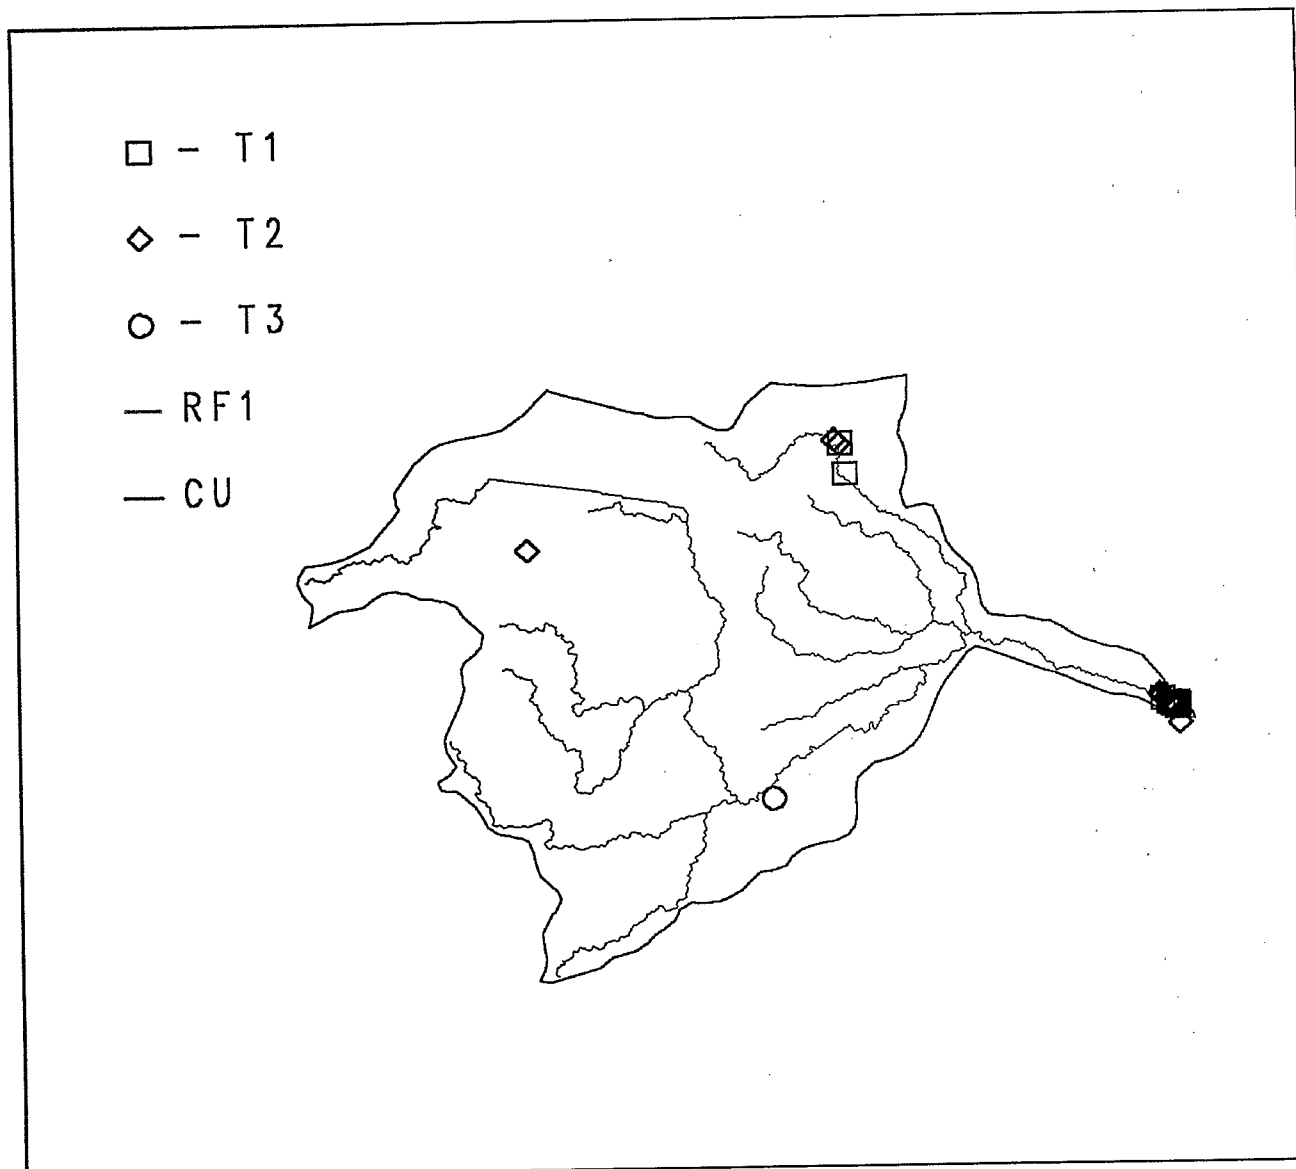 □ - T1
◇ - T2
○ - T3
— RF1
— CU